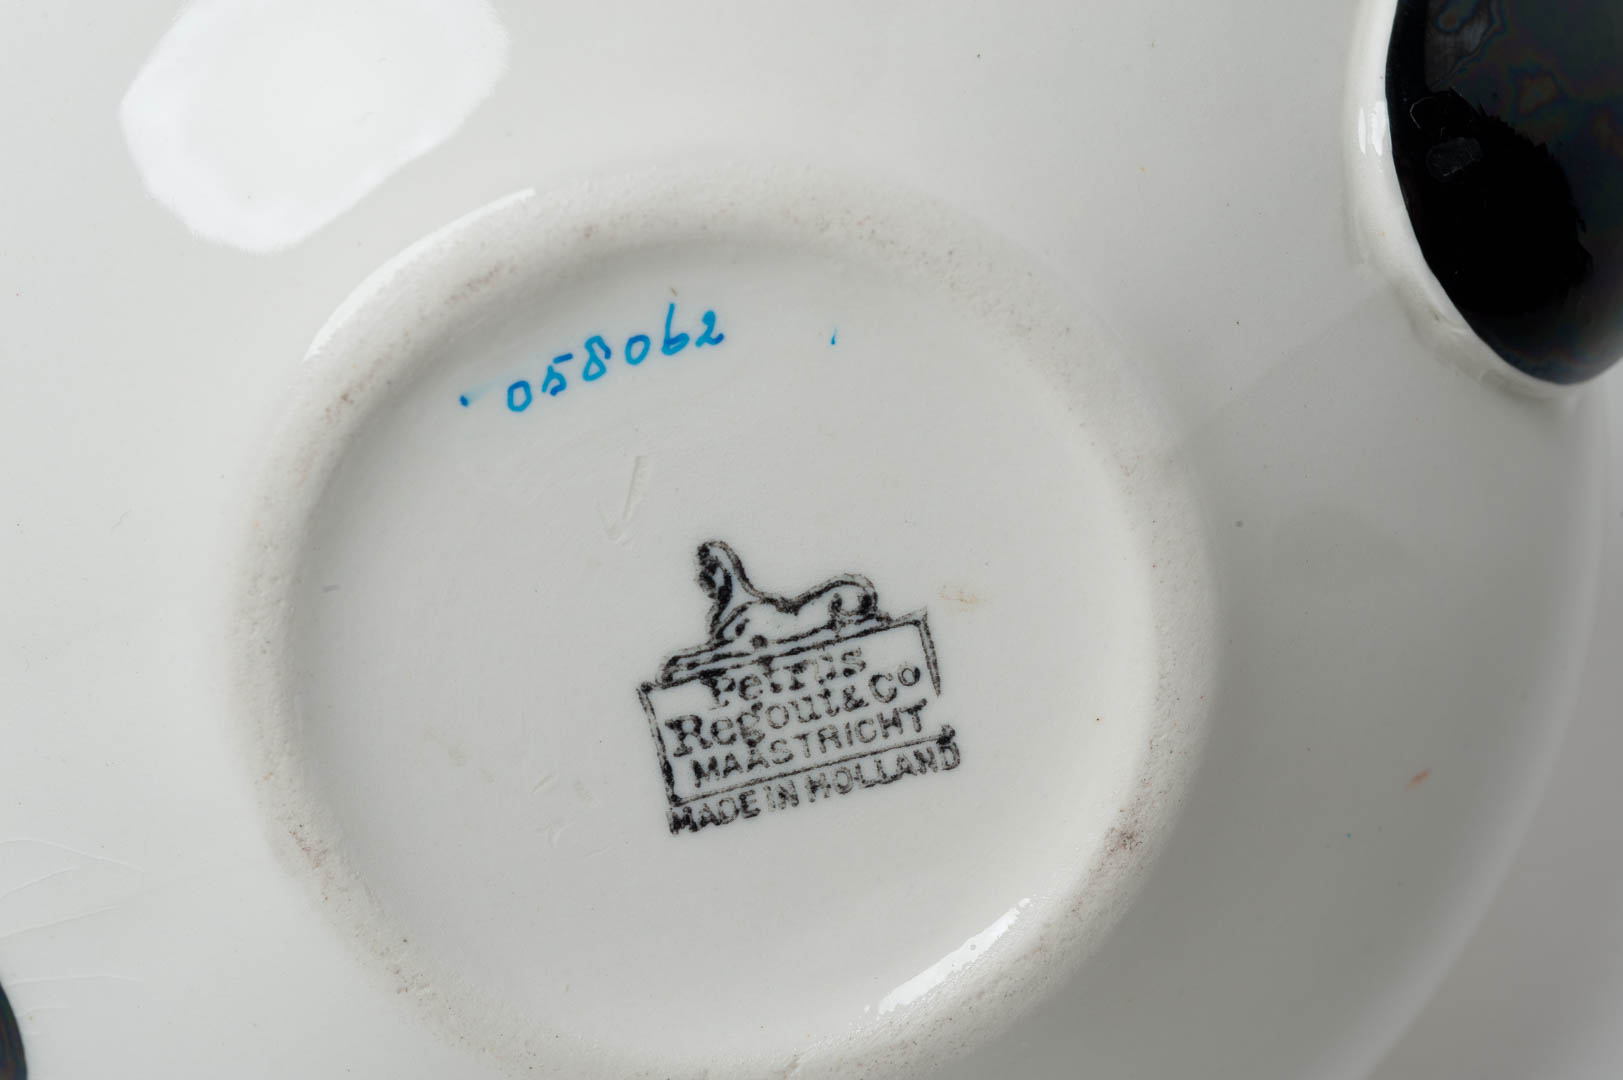 058062
Petrus
Regout & Co
MAASTRICHT
MADE IN HOLLAND